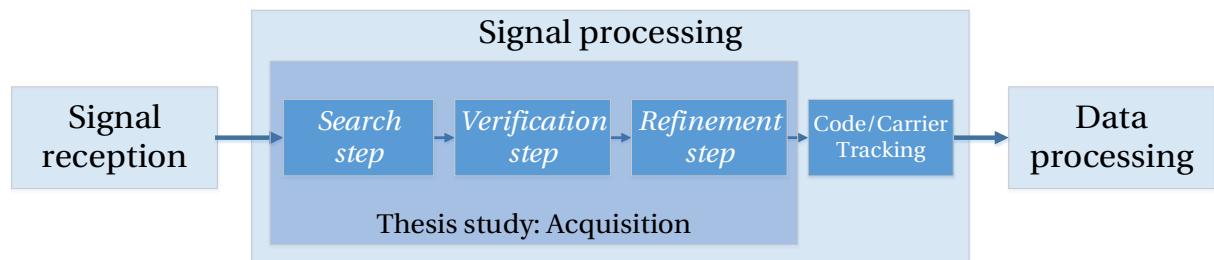 Signal processing
Signal
reception
Search
step
Verification
step
Refinement
step
Code/Carrier
Tracking
Data
processing
Thesis study: Acquisition